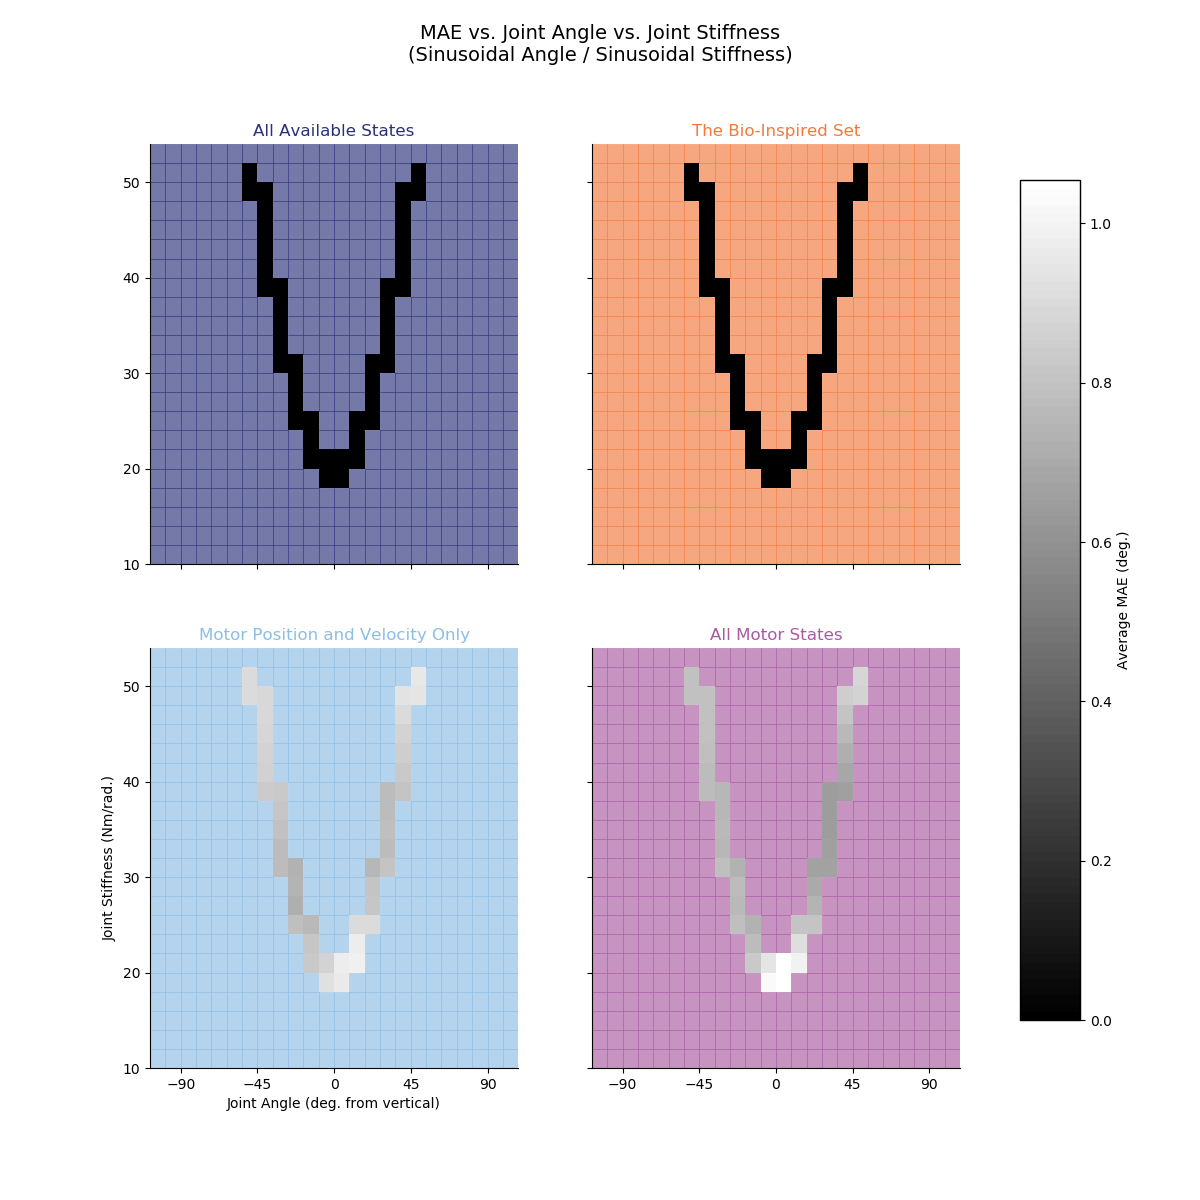 MAE vs. Joint Angle vs. Joint Stiffness
(Sinusoidal Angle / Sinusoidal Stiffness)
All Available States
The Bio-Inspired Set
50
40
30
20
10
1.0
0.8
0.6
0.4
0.2
0.0
Average MAE (deg.)
Motor Position and Velocity Only
All Motor States
Joint Stiffness (Nm/rad.)
50
40
30
20
10
−90
−45
0
45
90
Joint Angle (deg. from vertical)
−90
−45
0
45
90